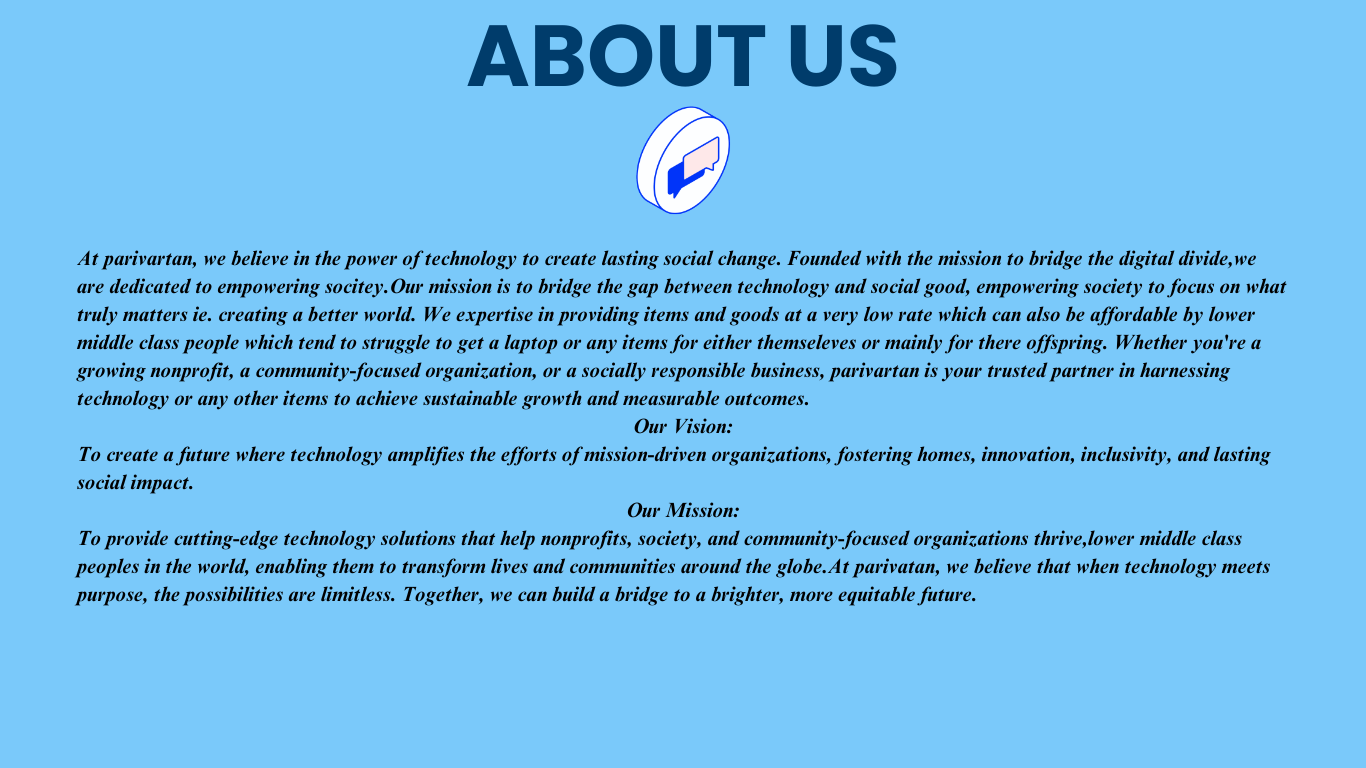 ABOUT US
At parivartan, we believe in the power of technology to create lasting social change. Founded with the mission to bridge the digital divide,we
are dedicated to empowering socitey.Our mission is to bridge the gap between technology and social good, empowering society to focus on what
truly matters ie. creating a better world. We expertise in providing items and goods at a very low rate which can also be affordable by lower
middle class people which tend to struggle to get a laptop or any items for either themseleves or mainly for there offspring. Whether you're a
growing nonprofit, a community-focused organization, or a socially responsible business, parivartan is your trusted partner in harnessing
technology or any other items to achieve sustainable growth and measurable outcomes.
Our Vision:
To create a future where technology amplifies the efforts of mission-driven organizations, fostering homes, innovation, inclusivity, and lasting
social impact.
Our Mission:
To provide cutting-edge technology solutions that help nonprofits, society, and community-focused organizations thrive,lower middle class
peoples in the world, enabling them to transform lives and communities around the globe.At parivatan, we believe that when technology meets
purpose, the possibilities are limitless. Together, we can build a bridge to a brighter, more equitable future.